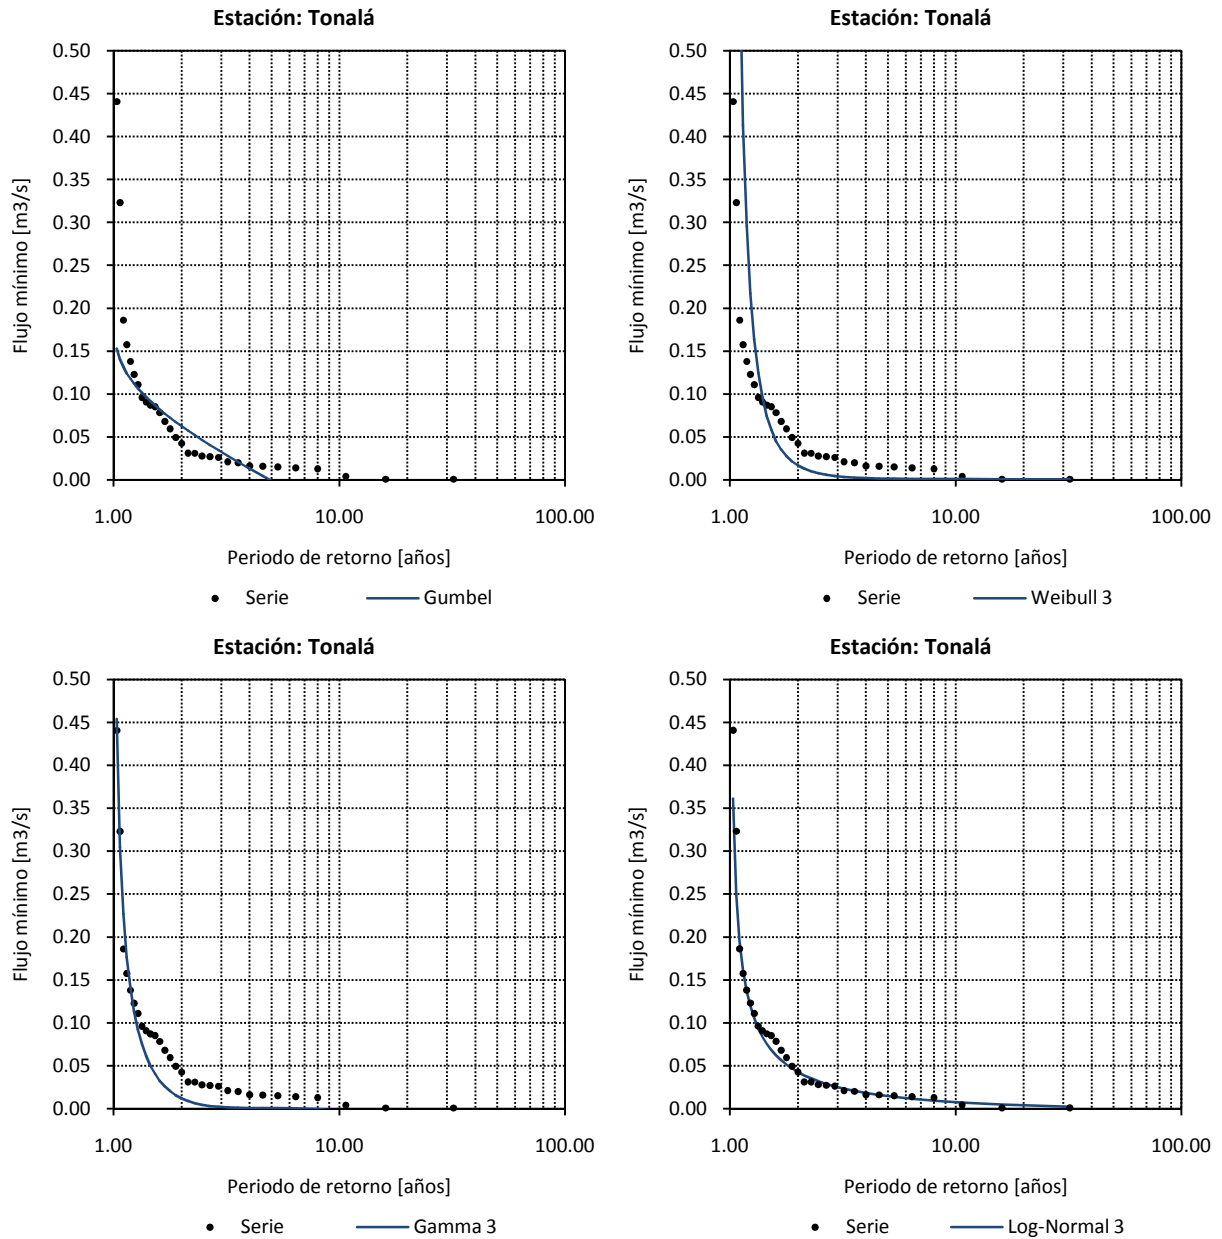 Estación: Tonalá
0.50
0.45
0.40
0.35
0.30
0.25
0.20
0.15
0.10
0.05
0.00
Flujo mínimo [m3/s]
1.00 10.00 100.00
Periodo de retorno [años]
Serie Gumbel
Estación: Tonalá
0.50
0.45
0.40
0.35
0.30
0.25
0.20
0.15
0.10
0.05
0.00
Flujo mínimo [m3/s]
1.00 10.00 100.00
Periodo de retorno [años]
Serie Weibull 3
Estación: Tonalá
0.50
0.45
0.40
0.35
0.30
0.25
0.20
0.15
0.10
0.05
0.00
Flujo mínimo [m3/s]
1.00 10.00 100.00
Periodo de retorno [años]
Serie Gamma 3
Estación: Tonalá
0.50
0.45
0.40
0.35
0.30
0.25
0.20
0.15
0.10
0.05
0.00
Flujo mínimo [m3/s]
1.00 10.00 100.00
Periodo de retorno [años]
Serie Log-Normal 3